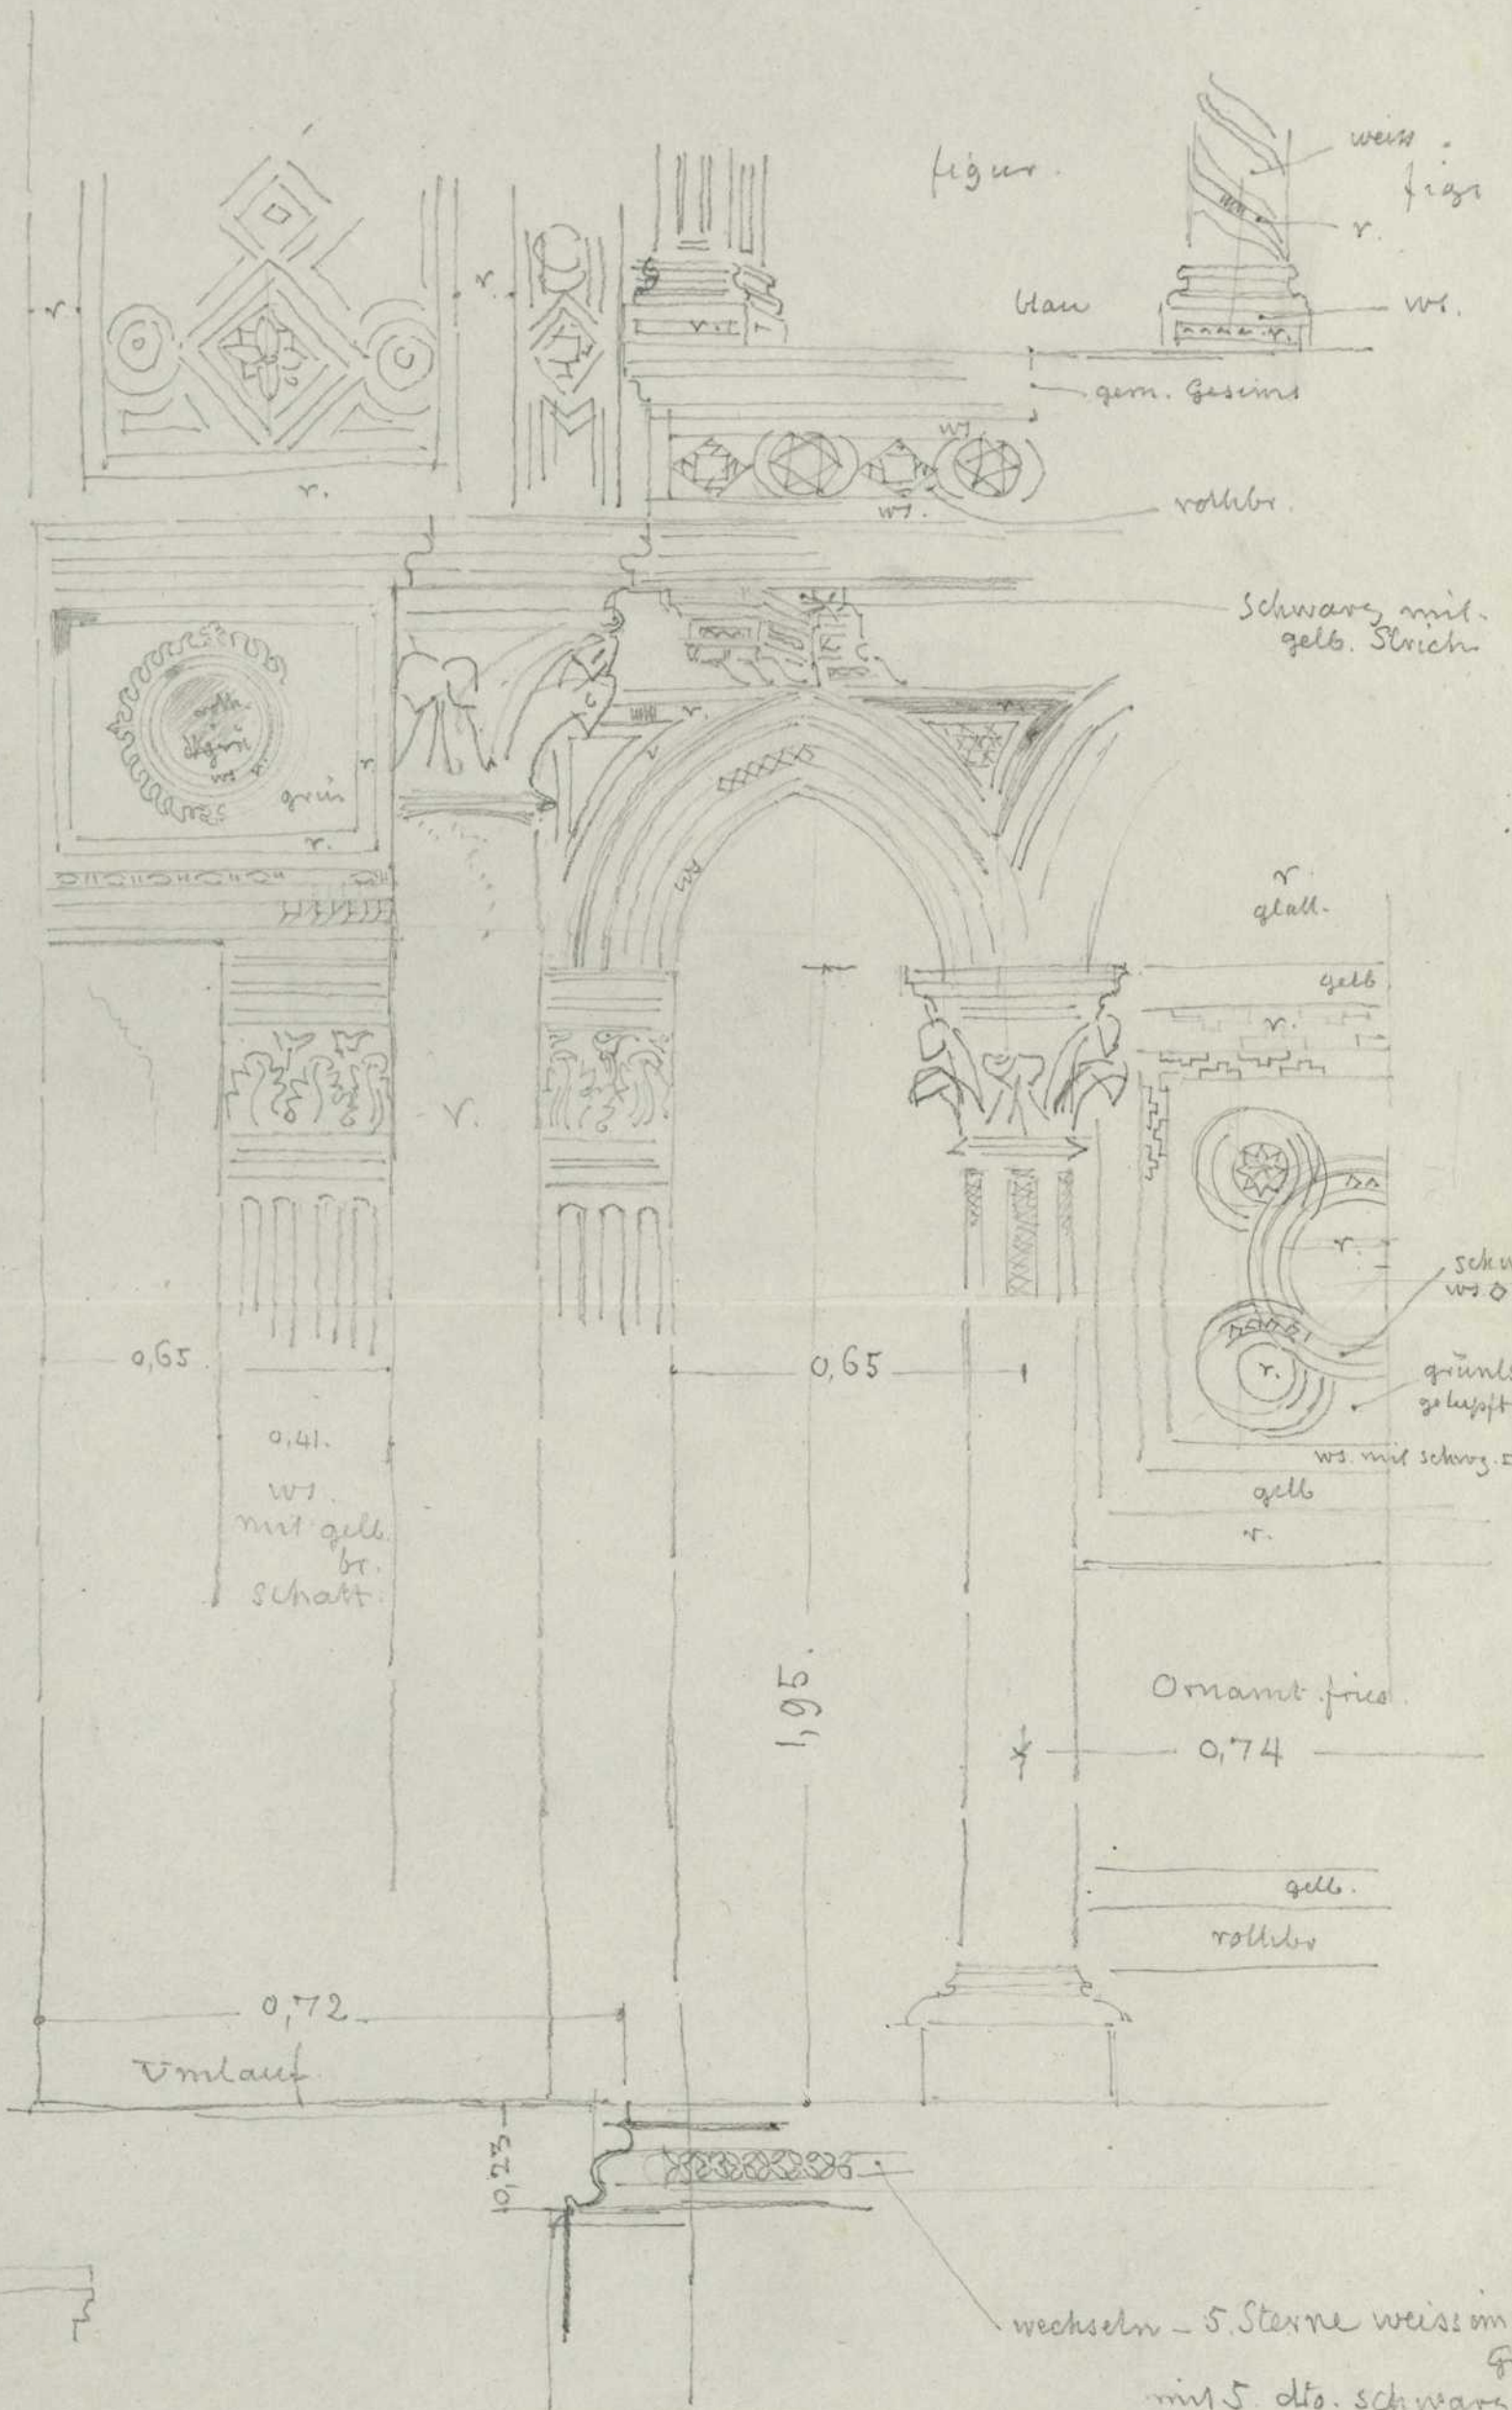 figur.
weiss
r.
r.
r.
blau
r.
r.
ws.
gem. Gesims
ws.
r.
ws.
rothbr.
Schwarz mit
gelb. Strich
r.
r.
r.
grün
r.
r.
r
glatt.
gelb
r.
r.
r.
ws
0,65
0,65
r.
0,41.
ws.
mit gelb
br.
Schatt.
ws. mit schwz.
gelb
r.
1,95.
Ornamt fries.
0,74
gelb.
rothbr
0,72
Umlauf
0,23
wechseln – 5. Sterne weiss im
mit 5. dto. schwarz